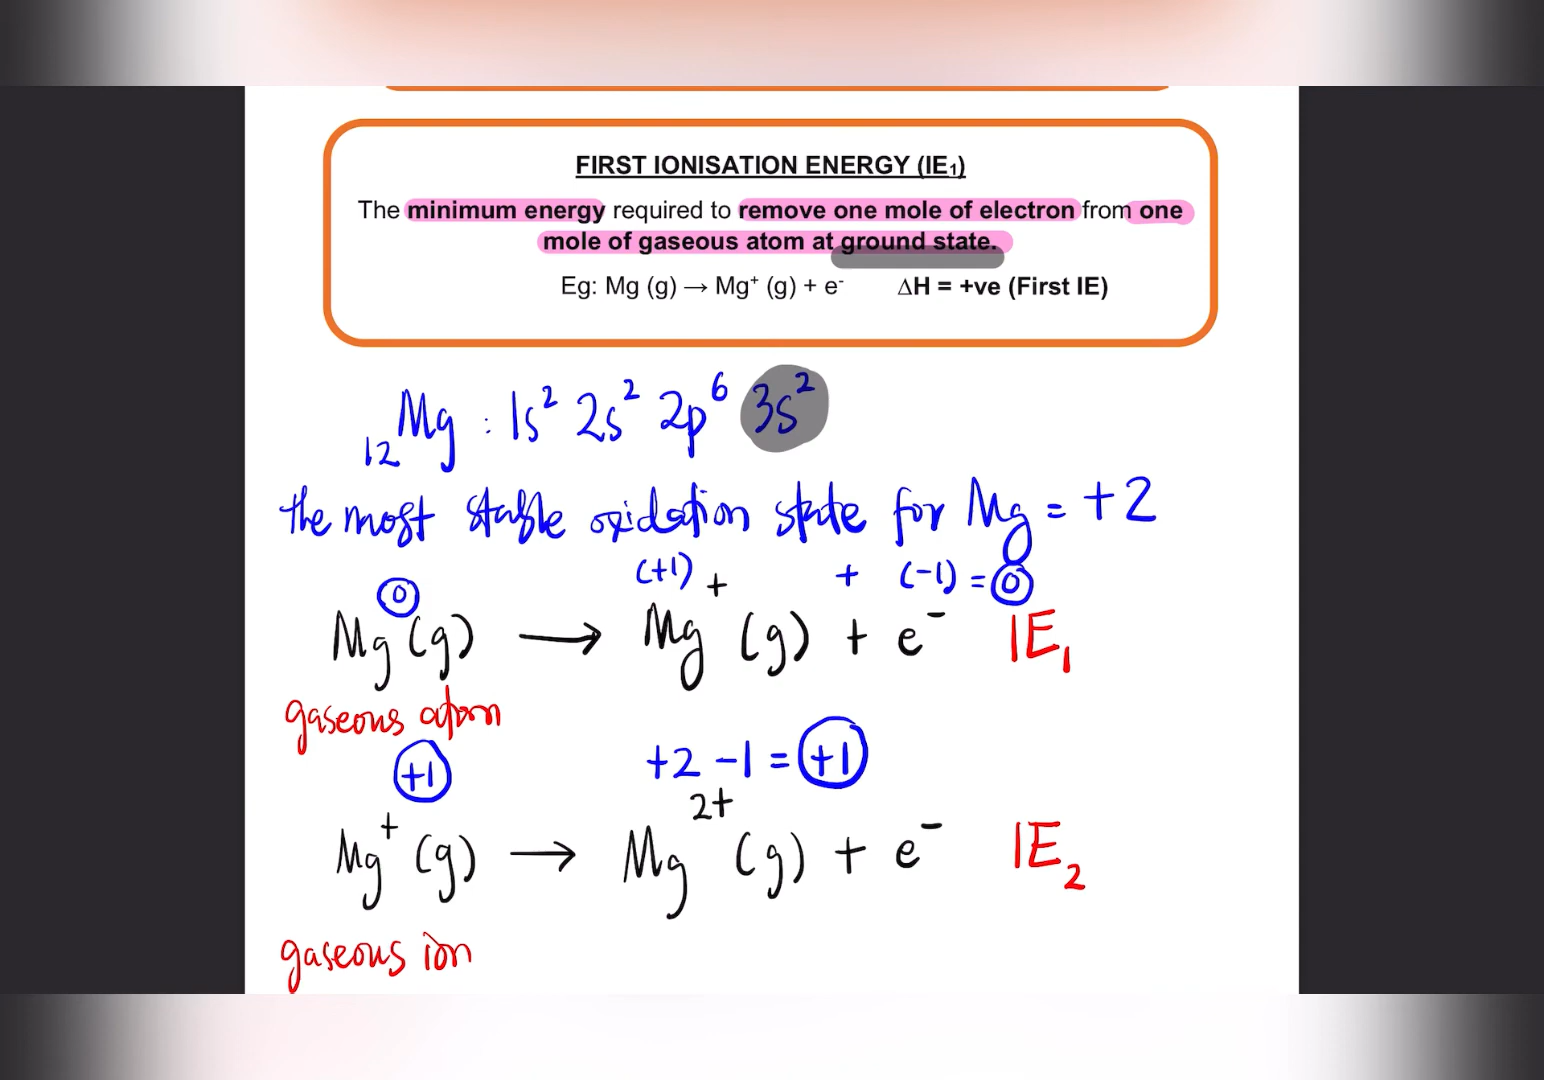 FIRST IONISATION ENERGY (IE₁)
The minimum energy required to remove one mole of electron from one
mole of gaseous atom at ground state.
Eg: Mg (g) → Mg⁺ (g) + e⁻ ΔH = +ve (First IE)
₁₂Mg : 1s² 2s² 2p⁶ 3s²
the most stable oxidation state for Mg = +2
0 (+1) + (-1) = 0
Mg (g) → Mg⁺ (g) + e⁻ IE₁
gaseous atom
+1 +2 -1 = +1
Mg⁺ (g) → Mg²⁺ (g) + e⁻ IE₂
gaseous ion